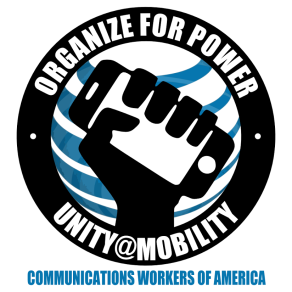 ORGANIZE FOR POWER
UNITY@MOBILITY
COMMUNICATIONS WORKERS OF AMERICA